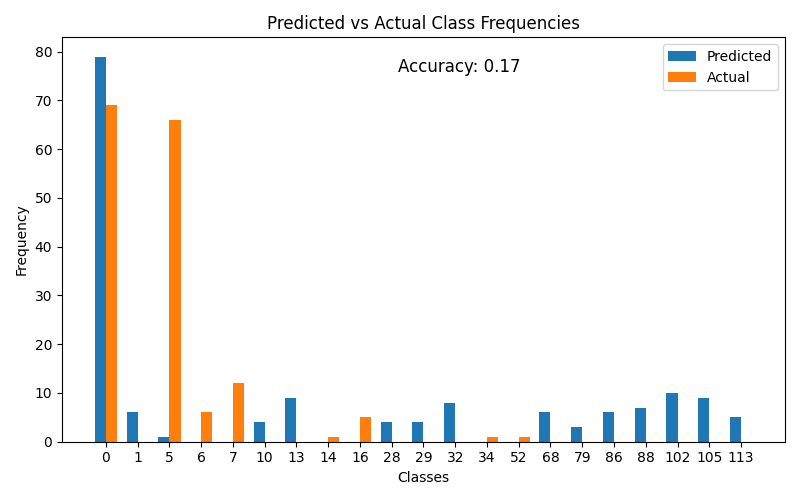 Predicted vs Actual Class Frequencies
Accuracy: 0.17
Predicted
Actual
80
70
60
50
40
30
20
10
0
Frequency
0 1 5 6 7 10 13 14 16 28 29 32 34 52 68 79 86 88 102 105 113
Classes